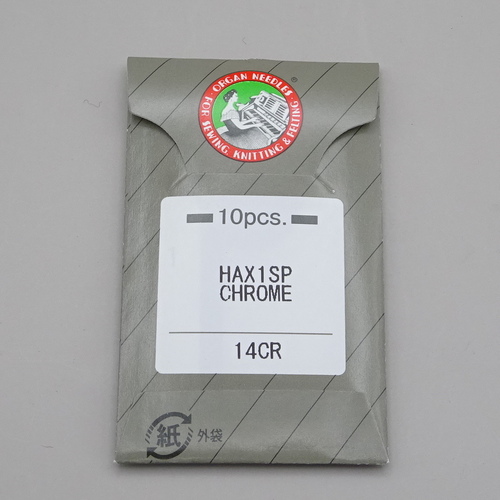 ORGAN NEEDLES ®
· FOR SEWING, KNITTING & FELTING ·
10pcs.
HAX1SP
CHROME
14CR
紙 外袋